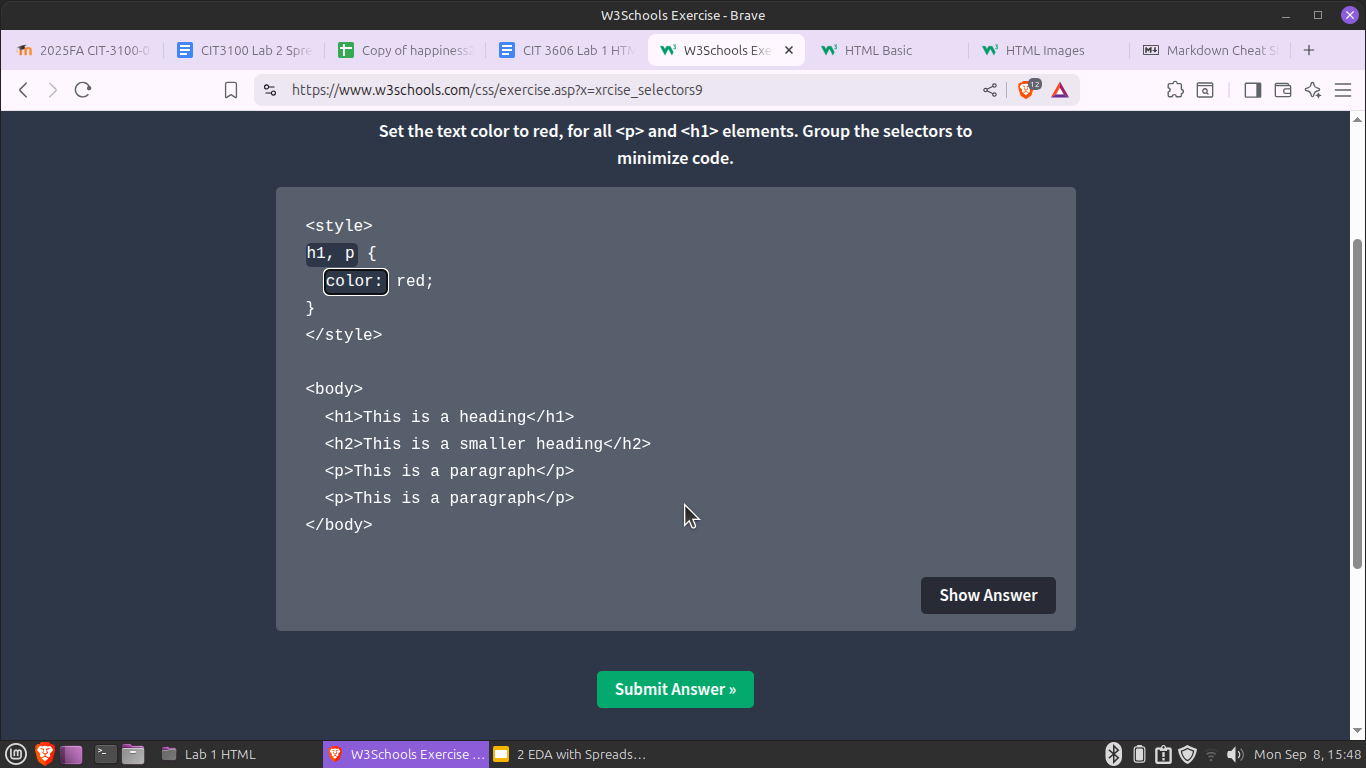 W3Schools Exercise - Brave
2025FA CIT-3100-0
CIT3100 Lab 2 Spre
Copy of happiness2
CIT 3606 Lab 1 HTM
W3Schools Exe
HTML Basic
HTML Images
Markdown Cheat S
https://www.w3schools.com/css/exercise.asp?x=xrcise_selectors9
12
Set the text color to red, for all <p> and <h1> elements. Group the selectors to
minimize code.
<style>
h1, p {
color: red;
}
</style>
<body>
<h1>This is a heading</h1>
<h2>This is a smaller heading</h2>
<p>This is a paragraph</p>
<p>This is a paragraph</p>
</body>
Show Answer
Submit Answer »
Lab 1 HTML
W3Schools Exercise ...
2 EDA with Spreads...
Mon Sep 8, 15:48